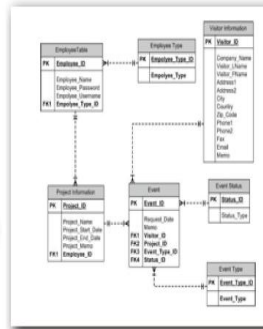 EmployeeTable
PK Employee_ID
Employee_Name
Employee_Password
Employee_Username
FK1 Employee_Type_ID
Employee Type
PK Employee_Type_ID
Employee_Type
Visitor Information
PK Visitor_ID
Company_Name
Visitor_LName
Visitor_FName
Address1
Address2
City
Country
Zip_Code
Phone1
Phone2
Fax
Email
Memo
Project Information
PK Project_ID
Project_Name
Project_Start_Date
Project_End_Date
Project_Memo
FK1 Employee_ID
Event
PK Event_ID
Request_Date
Memo
FK1 Visitor_ID
FK2 Project_ID
FK3 Event_Type_ID
FK4 Status_ID
Event Status
PK Status_ID
Status_Type
Event Type
PK Event_Type_ID
Event_Type